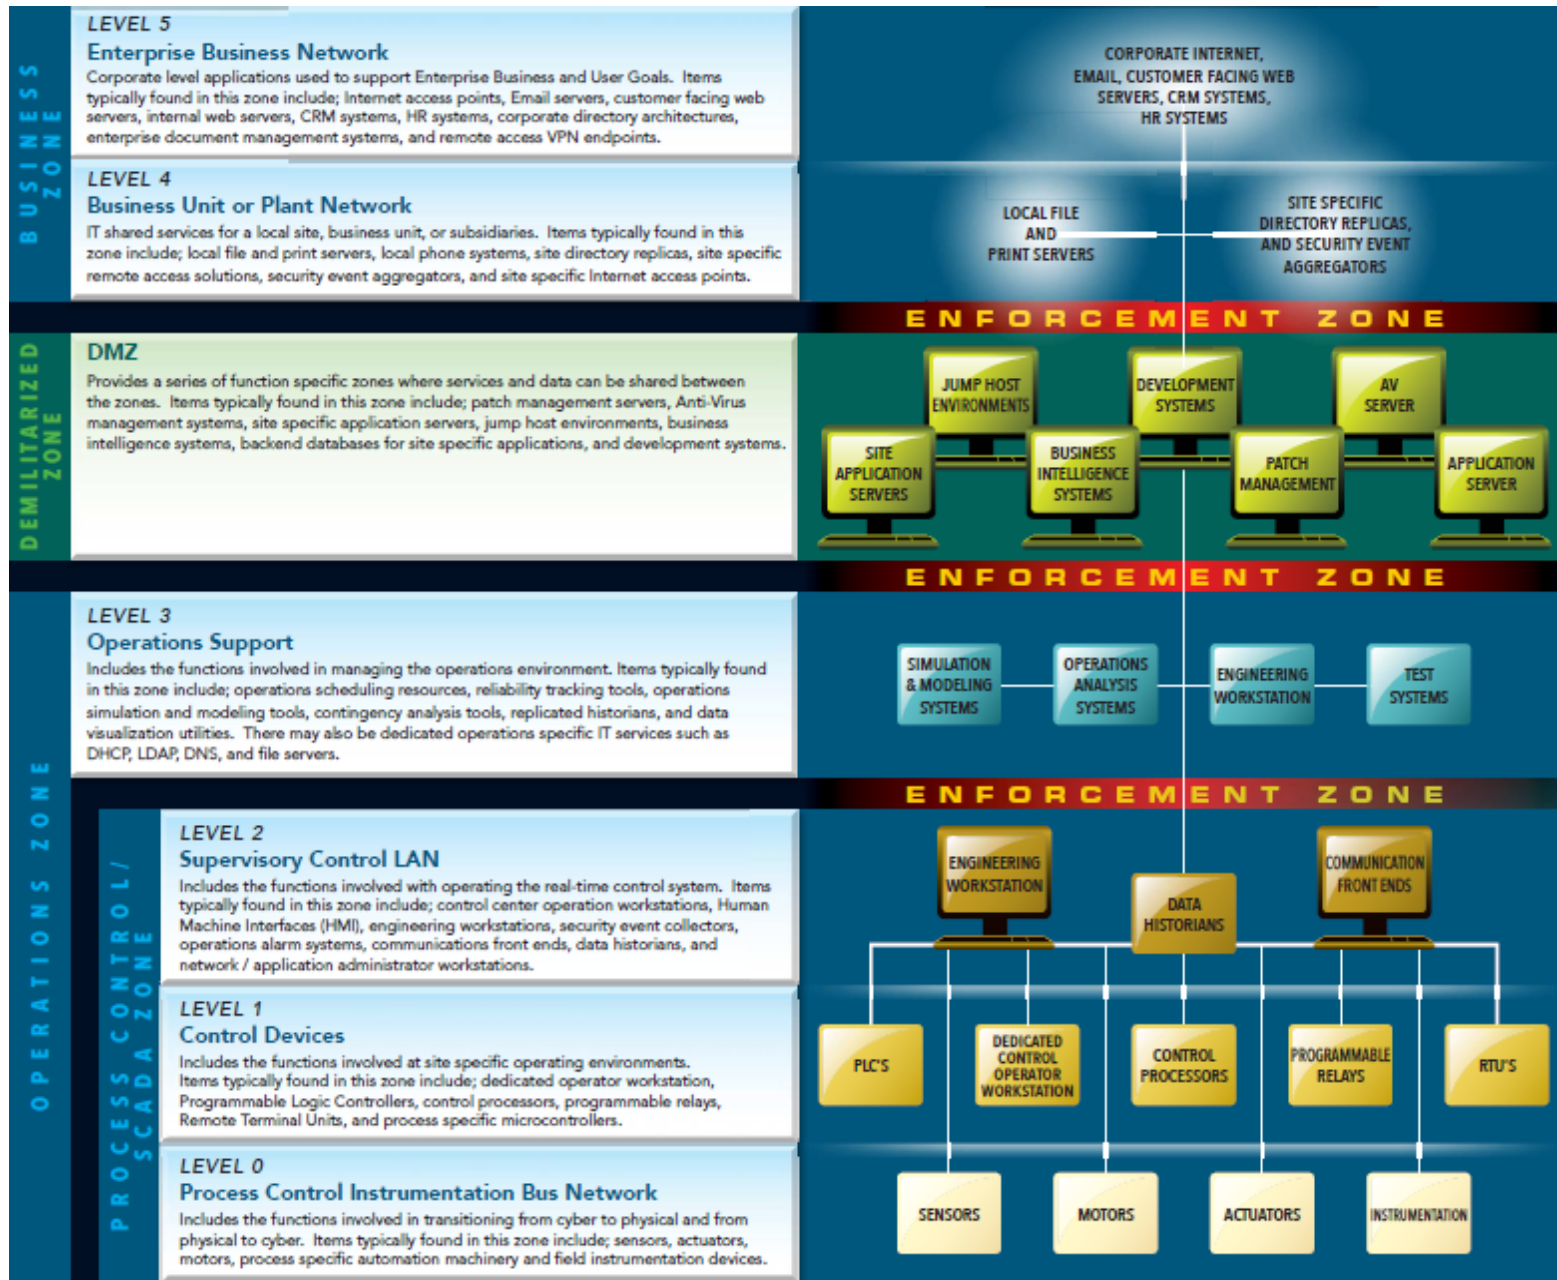 BUSINESS
ZONE
LEVEL 5
Enterprise Business Network
Corporate level applications used to support Enterprise Business and User Goals. Items
typically found in this zone include; Internet access points, Email servers, customer facing web
servers, internal web servers, CRM systems, HR systems, corporate directory architectures,
enterprise document management systems, and remote access VPN endpoints.
CORPORATE INTERNET,
EMAIL, CUSTOMER FACING WEB
SERVERS, CRM SYSTEMS,
HR SYSTEMS
LEVEL 4
Business Unit or Plant Network
IT shared services for a local site, business unit, or subsidiaries. Items typically found in this
zone include; local file and print servers, local phone systems, site directory replicas, site specific
remote access solutions, security event aggregators, and site specific Internet access points.
LOCAL FILE
AND
PRINT SERVERS
SITE SPECIFIC
DIRECTORY REPLICAS,
AND SECURITY EVENT
AGGREGATORS
ENFORCEMENT ZONE
DEMILITARIZED
ZONE
DMZ
Provides a series of function specific zones where services and data can be shared between
the zones. Items typically found in this zone include; patch management servers, Anti-Virus
management systems, site specific application servers, jump host environments, business
intelligence systems, backend databases for site specific applications, and development systems.
JUMP HOST
ENVIRONMENTS
DEVELOPMENT
SYSTEMS
AV
SERVER
SITE
APPLICATION
SERVERS
BUSINESS
INTELLIGENCE
SYSTEMS
PATCH
MANAGEMENT
APPLICATION
SERVER
ENFORCEMENT ZONE
OPERATIONS ZONE
LEVEL 3
Operations Support
Includes the functions involved in managing the operations environment. Items typically found
in this zone include; operations scheduling resources, reliability tracking tools, operations
simulation and modeling tools, contingency analysis tools, replicated historians, and data
visualization utilities. There may also be dedicated operations specific IT services such as
DHCP, LDAP, DNS, and file servers.
SIMULATION
& MODELING
SYSTEMS
OPERATIONS
ANALYSIS
SYSTEMS
ENGINEERING
WORKSTATION
TEST
SYSTEMS
ENFORCEMENT ZONE
PROCESS CONTROL/
SCADA ZONE
LEVEL 2
Supervisory Control LAN
Includes the functions involved with operating the real-time control system. Items
typically found in this zone include; control center operation workstations, Human
Machine Interfaces (HMI), engineering workstations, security event collectors,
operations alarm systems, communications front ends, data historians, and
network / application administrator workstations.
ENGINEERING
WORKSTATION
DATA
HISTORIANS
COMMUNICATION
FRONT ENDS
LEVEL 1
Control Devices
Includes the functions involved at site specific operating environments.
Items typically found in this zone include; dedicated operator workstation,
Programmable Logic Controllers, control processors, programmable relays,
Remote Terminal Units, and process specific microcontrollers.
PLC'S
DEDICATED
CONTROL
OPERATOR
WORKSTATION
CONTROL
PROCESSORS
PROGRAMMABLE
RELAYS
RTU'S
LEVEL 0
Process Control Instrumentation Bus Network
Includes the functions involved in transitioning from cyber to physical and from
physical to cyber. Items typically found in this zone include; sensors, actuators,
motors, process specific automation machinery and field instrumentation devices.
SENSORS
MOTORS
ACTUATORS
INSTRUMENTATION